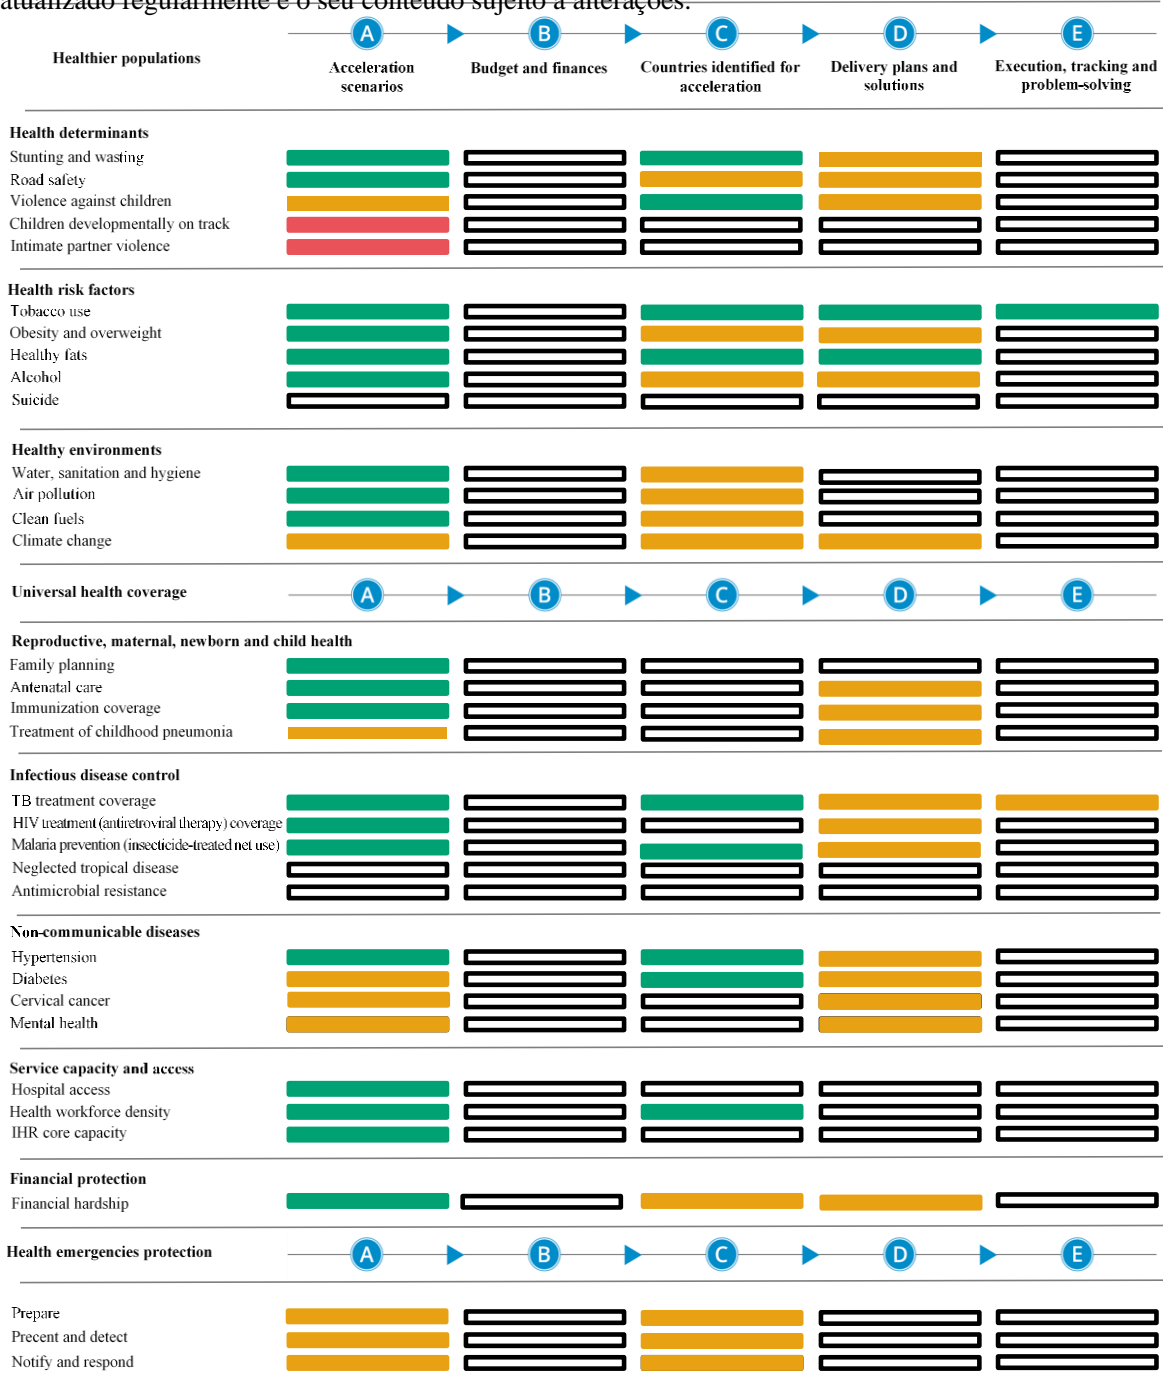 atualizado regularmente e o seu conteúdo sujeito a alterações.
A B C D E
Healthier populations
Acceleration scenarios
Budget and finances
Countries identified for acceleration
Delivery plans and solutions
Execution, tracking and problem-solving
Health determinants
Stunting and wasting
Road safety
Violence against children
Children developmentally on track
Intimate partner violence
Health risk factors
Tobacco use
Obesity and overweight
Healthy fats
Alcohol
Suicide
Healthy environments
Water, sanitation and hygiene
Air pollution
Clean fuels
Climate change
Universal health coverage A B C D E
Reproductive, maternal, newborn and child health
Family planning
Antenatal care
Immunization coverage
Treatment of childhood pneumonia
Infectious disease control
TB treatment coverage
HIV treatment (antiretroviral therapy) coverage
Malaria prevention (insecticide-treated net use)
Neglected tropical disease
Antimicrobial resistance
Non-communicable diseases
Hypertension
Diabetes
Cervical cancer
Mental health
Service capacity and access
Hospital access
Health workforce density
IHR core capacity
Financial protection
Financial hardship
Health emergencies protection A B C D E
Prepare
Precent and detect
Notify and respond